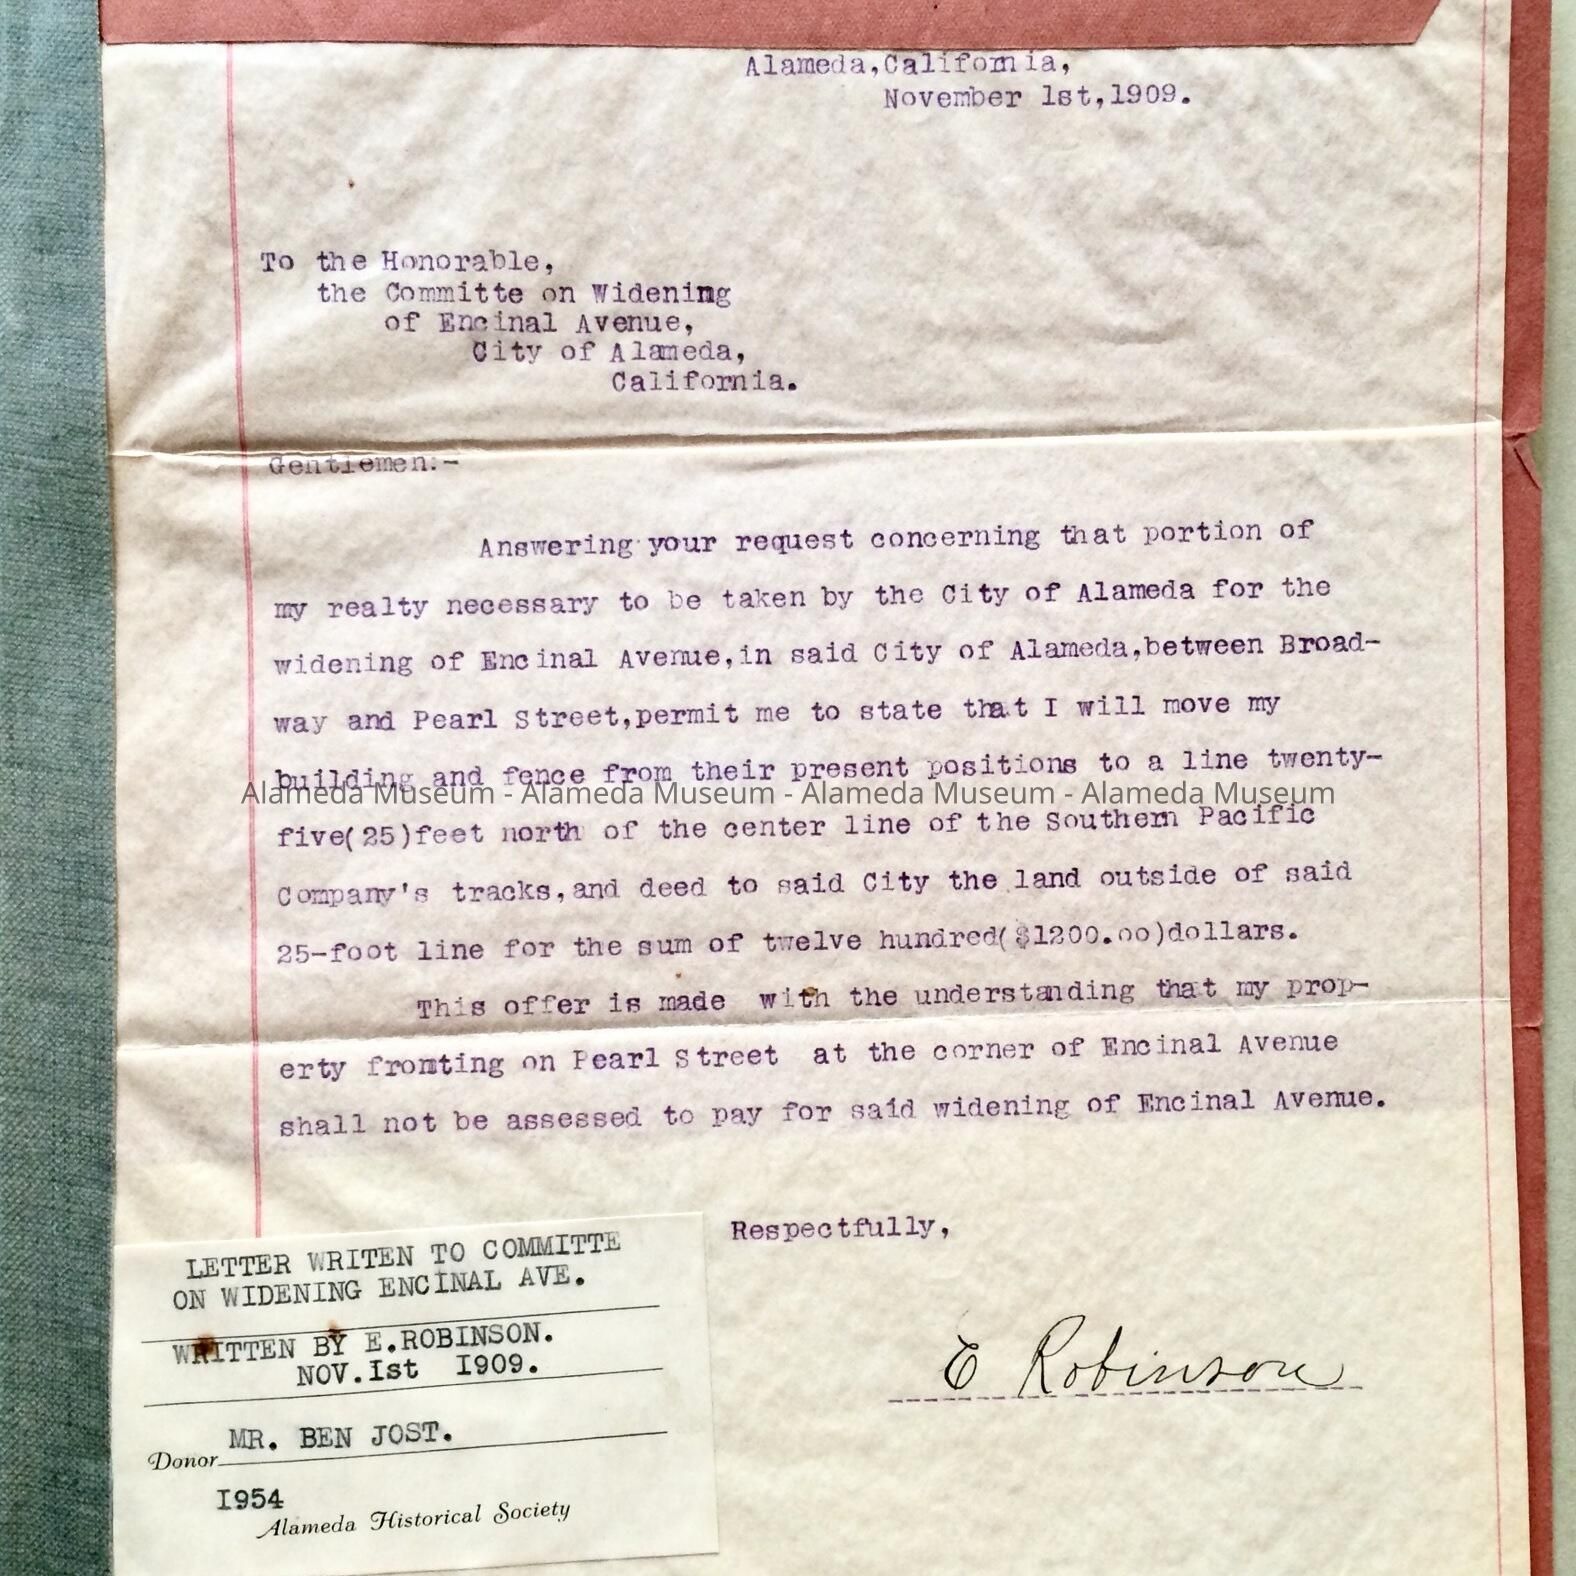 Alameda, California,
November 1st, 1909.
To the Honorable,
the Committe on Widening
of Encinal Avenue,
City of Alameda,
California.
Gentlemen:-
Answering your request concerning that portion of
my realty necessary to be taken by the City of Alameda for the
widening of Encinal Avenue, in said City of Alameda, between Broad-
way and Pearl Street, permit me to state that I will move my
building and fence from their present positions to a line twenty-
Alameda Museum - Alameda Museum - Alameda Museum - Alameda Museum
five(25)feet north of the center line of the Southern Pacific
Company's tracks, and deed to said City the land outside of said
25-foot line for the sum of twelve hundred($1200.00)dollars.
This offer is made with the understanding that my prop-
erty fronting on Pearl Street at the corner of Encinal Avenue
shall not be assessed to pay for said widening of Encinal Avenue.
Respectfully,
E Robinson
LETTER WRITEN TO COMMITTE
ON WIDENING ENCINAL AVE.
WRITTEN BY E.ROBINSON.
NOV.Ist I909.
MR. BEN JOST.
Donor
I954
Alameda Historical Society